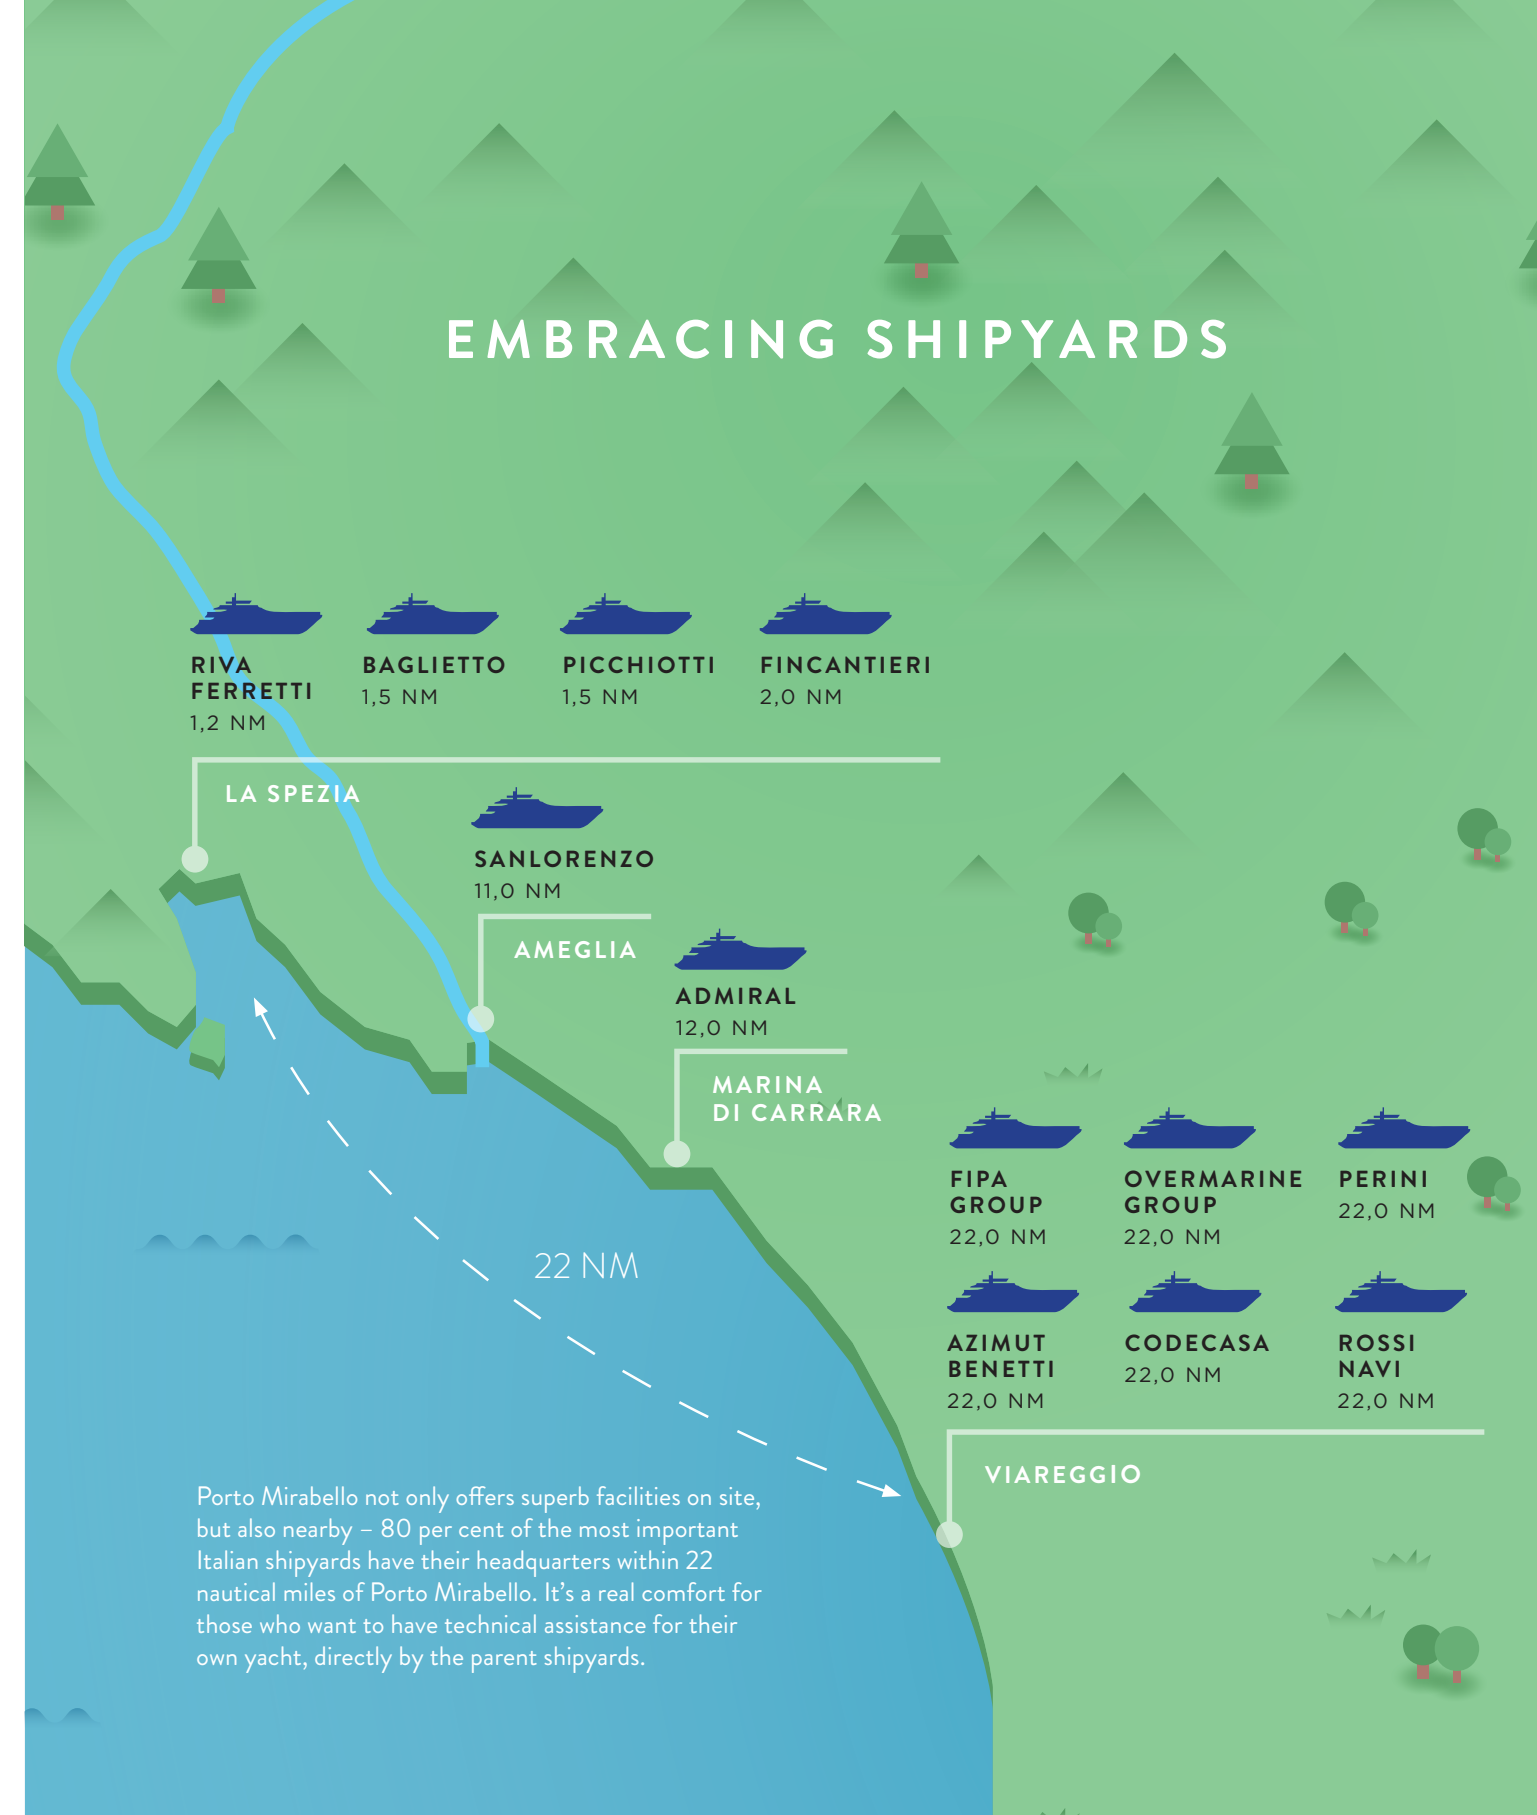 EMBRACING SHIPYARDS
RIVA
FERRETTI
1,2 NM
BAGLIETTO
1,5 NM
PICCHIOTTI
1,5 NM
FINCANTIERI
2,0 NM
LA SPEZIA
SANLORENZO
11,0 NM
AMEGLIA
ADMIRAL
12,0 NM
MARINA
DI CARRARA
FIPA
GROUP
22,0 NM
OVERMARINE
GROUP
22,0 NM
PERINI
22,0 NM
AZIMUT
BENETTI
22,0 NM
CODECASA
22,0 NM
ROSSI
NAVI
22,0 NM
VIAREGGIO
22 NM
Porto Mirabello not only offers superb facilities on site,
but also nearby – 80 per cent of the most important
Italian shipyards have their headquarters within 22
nautical miles of Porto Mirabello. It’s a real comfort for
those who want to have technical assistance for their
own yacht, directly by the parent shipyards.